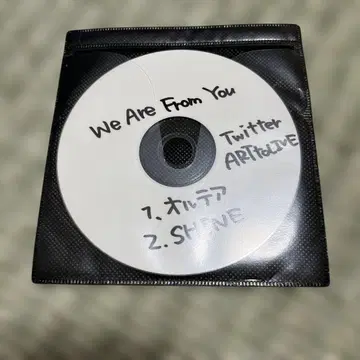 We Are From You
Twitter
ARTtoLIVE
1、オルテア
2. SHINE